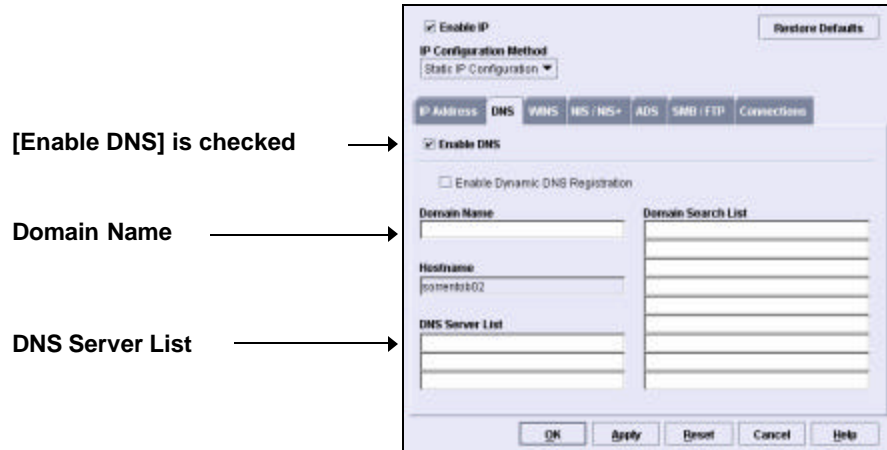 Enable IP
Restore Defaults
IP Configuration Method
Static IP Configuration
IP Address DNS WINS NIS / NIS+ ADS SMB / FTP Connections
[Enable DNS] is checked
Enable DNS
Enable Dynamic DNS Registration
Domain Name
Domain Name
Domain Search List
Hostname
sorrentsb02
DNS Server List
DNS Server List
OK Apply Reset Cancel Help